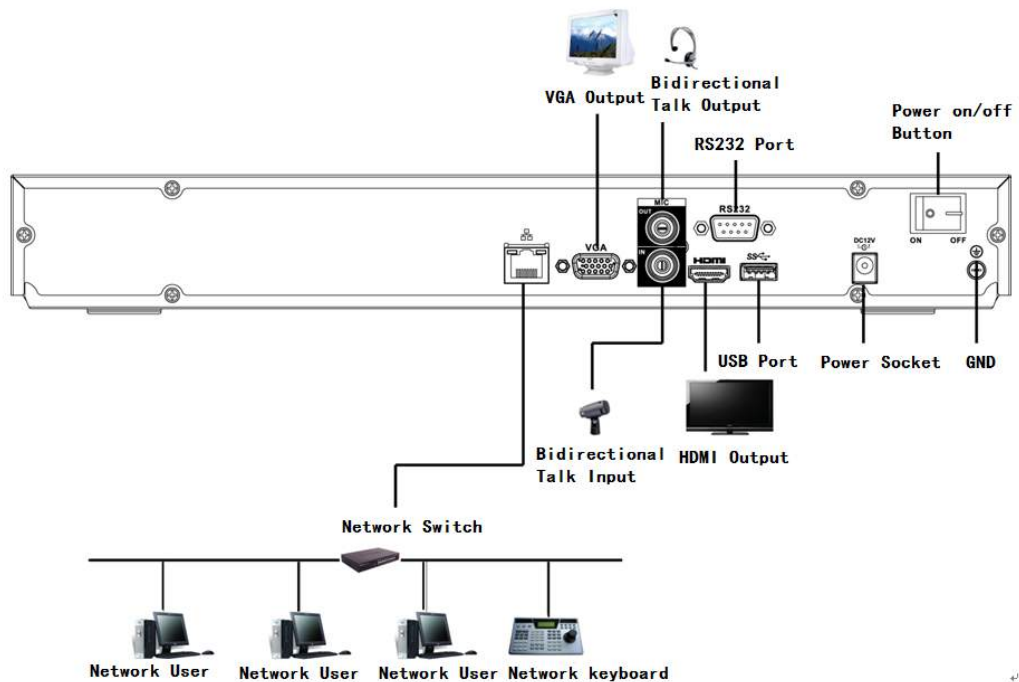 VGA Output
Bidirectional
Talk Output
RS232 Port
Power on/off
Button
MIC
OUT
RS232
ON OFF
VGA
IN
HDMI
SS
DC12V
USB Port
Power Socket
GND
Bidirectional
Talk Input
HDMI Output
Network Switch
Network User
Network User
Network User
Network keyboard